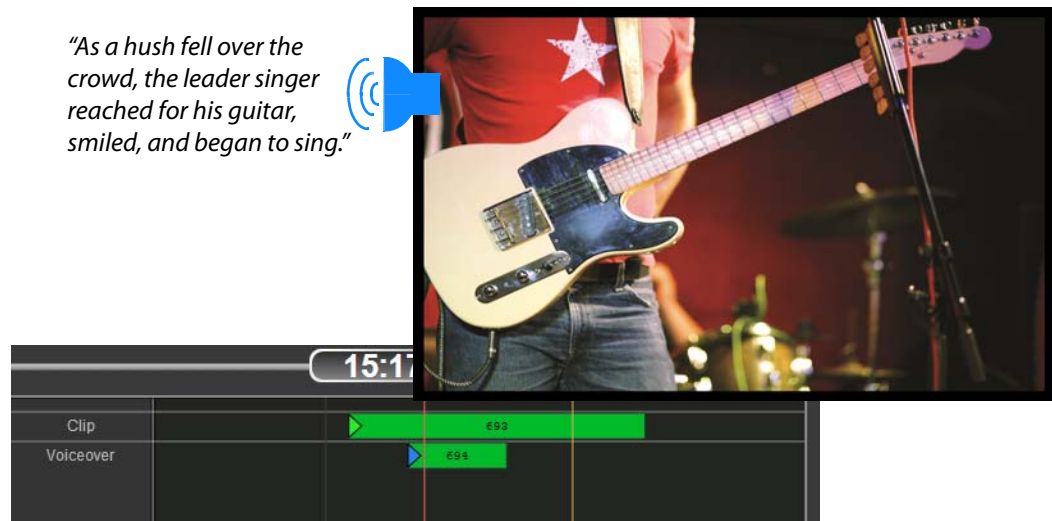 “As a hush fell over the
crowd, the leader singer
reached for his guitar,
smiled, and began to sing.”
15:17
Clip
693
Voiceover
694